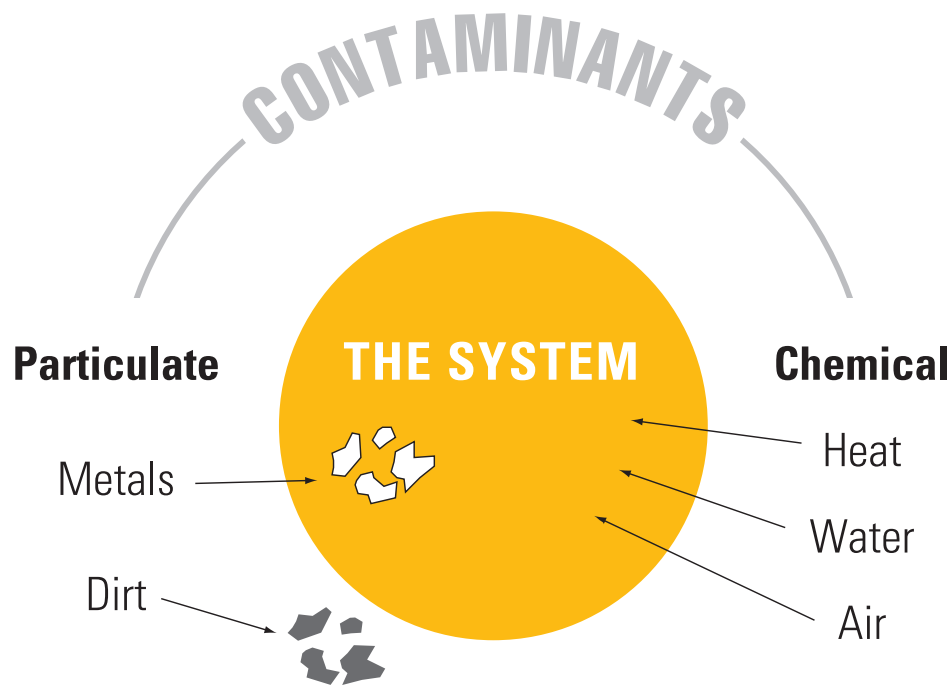 CONTAMINANTS
Particulate
THE SYSTEM
Chemical
Metals
Dirt
Heat
Water
Air